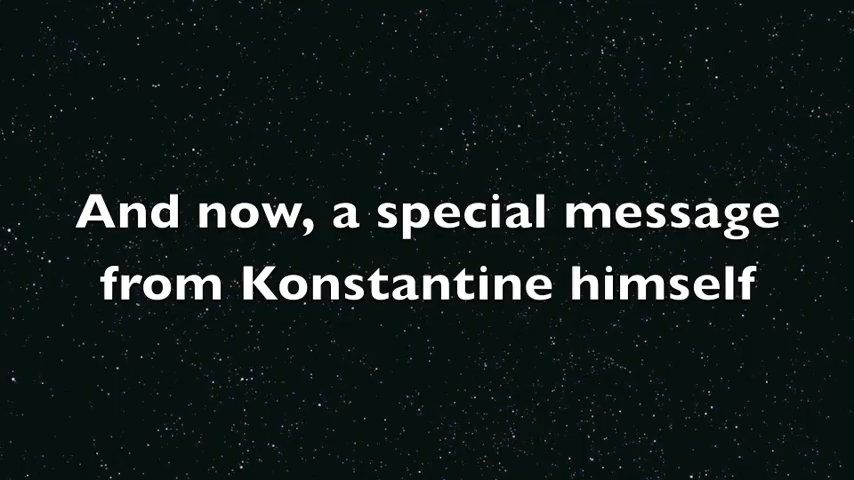 And now, a special message
from Konstantine himself